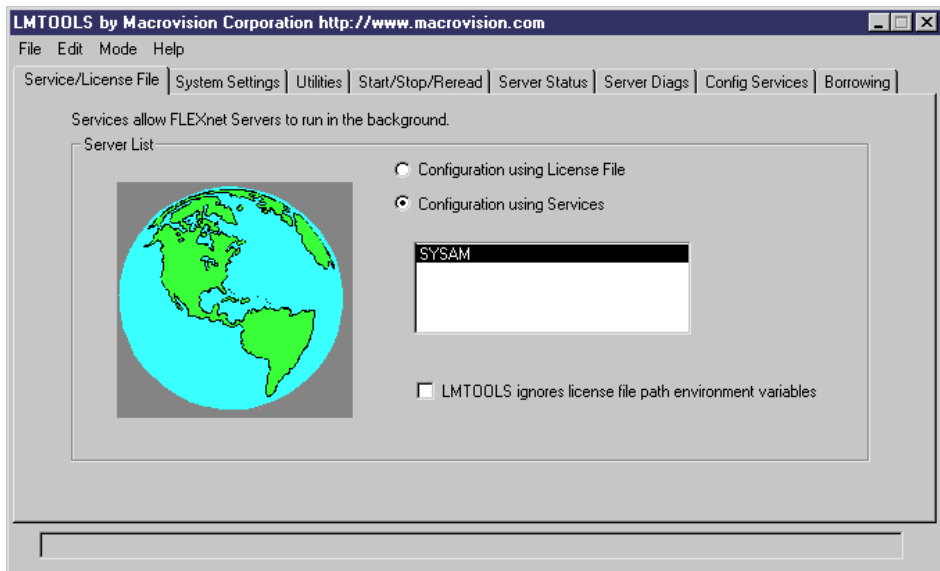 LMTOOLS by Macrovision Corporation http://www.macrovision.com
File Edit Mode Help
Service/License File System Settings Utilities Start/Stop/Reread Server Status Server Diags Config Services Borrowing
Services allow FLEXnet Servers to run in the background.
Server List
Configuration using License File
Configuration using Services
SYSAM
LMTOOLS ignores license file path environment variables